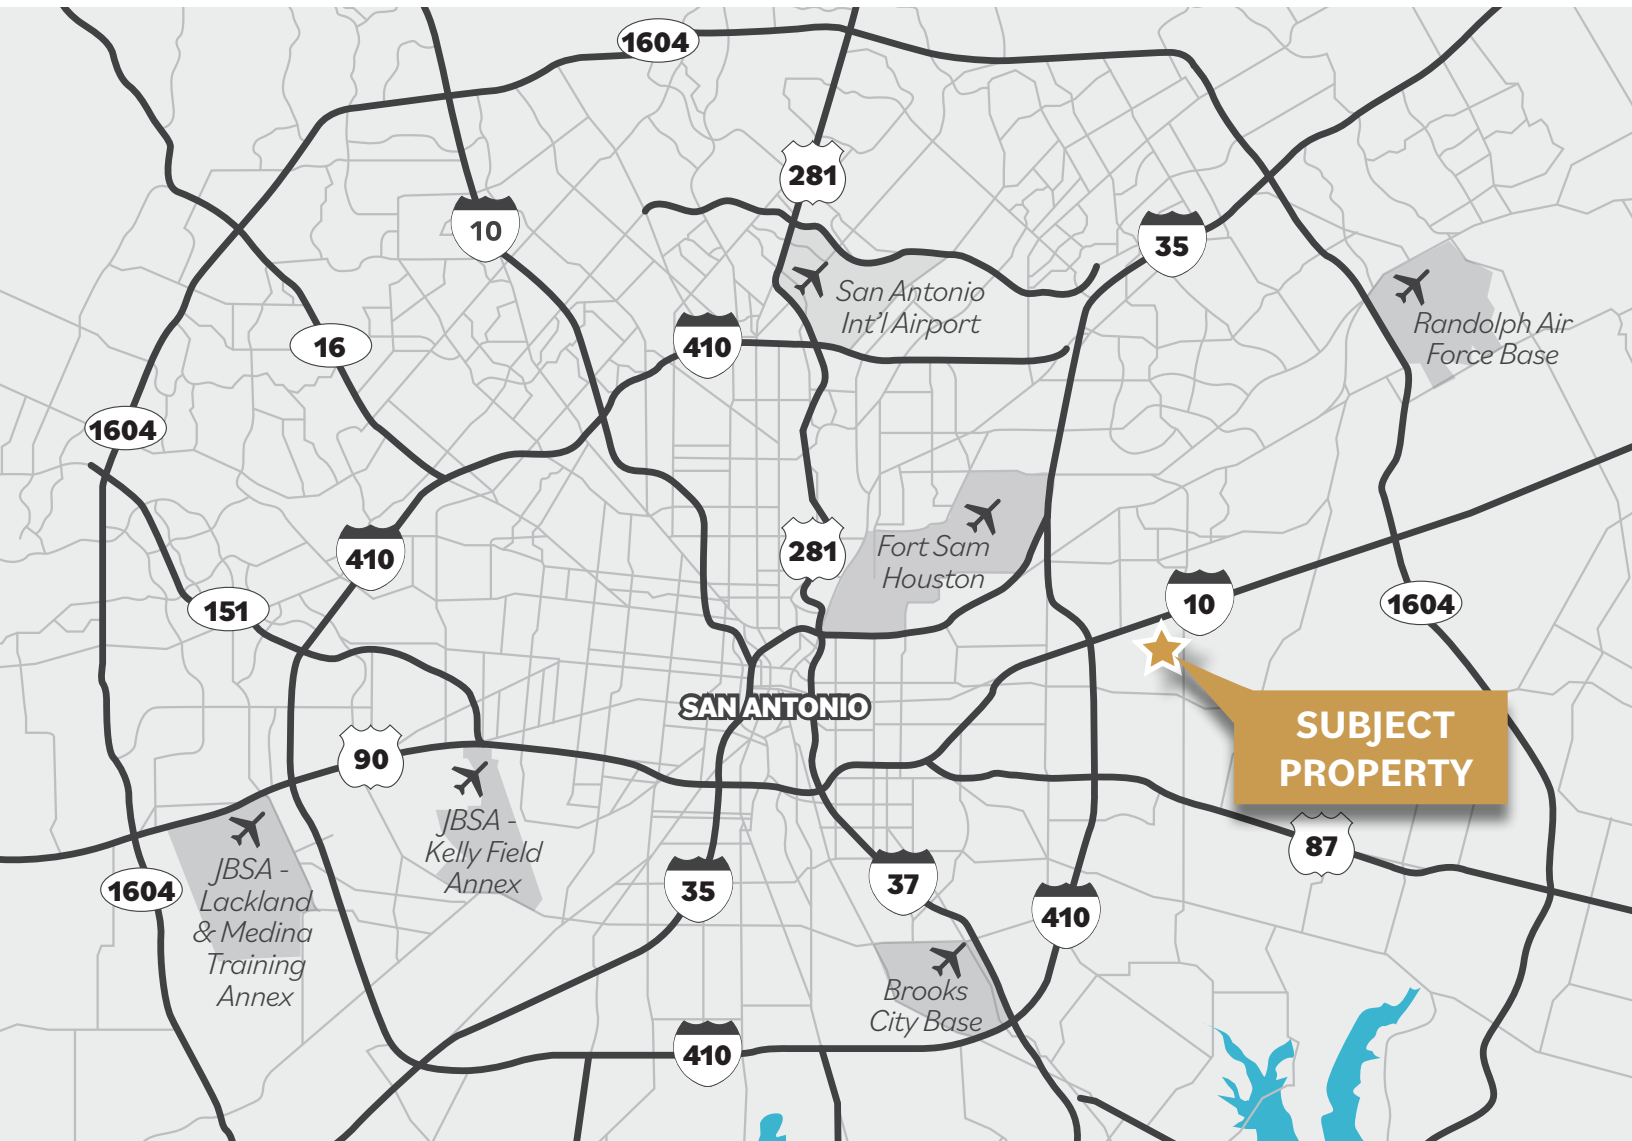 1604
281
10
35
San Antonio
Int'l Airport
Randolph Air
Force Base
16
410
1604
410
281
Fort Sam
Houston
151
10
1604
SAN ANTONIO
SUBJECT
PROPERTY
90
JBSA -
Kelly Field
Annex
87
JBSA -
Lackland
& Medina
Training
Annex
1604
35
37
410
Brooks
City Base
410